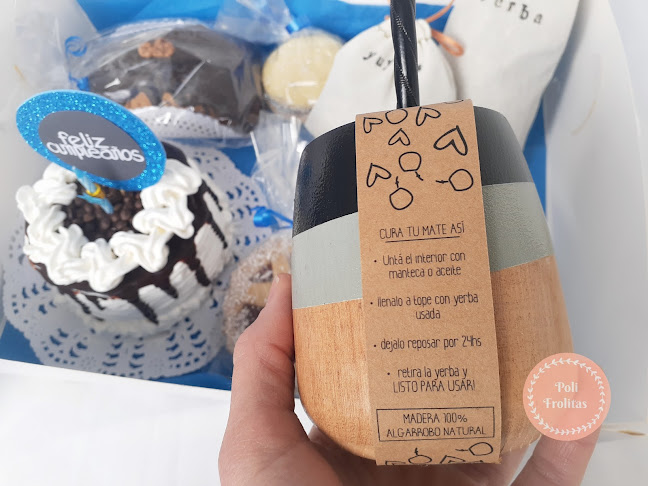 yerba
feliz
cumpleaños
CURA TU MATE ASÍ
• Untá el interior con
manteca o aceite
• llenalo a tope con yerba
usada
• dejalo reposar por 24hs
• retira la yerba y
LISTO PARA USAR!
MADERA 100%
ALGARROBO NATURAL
Poli
Frolitas